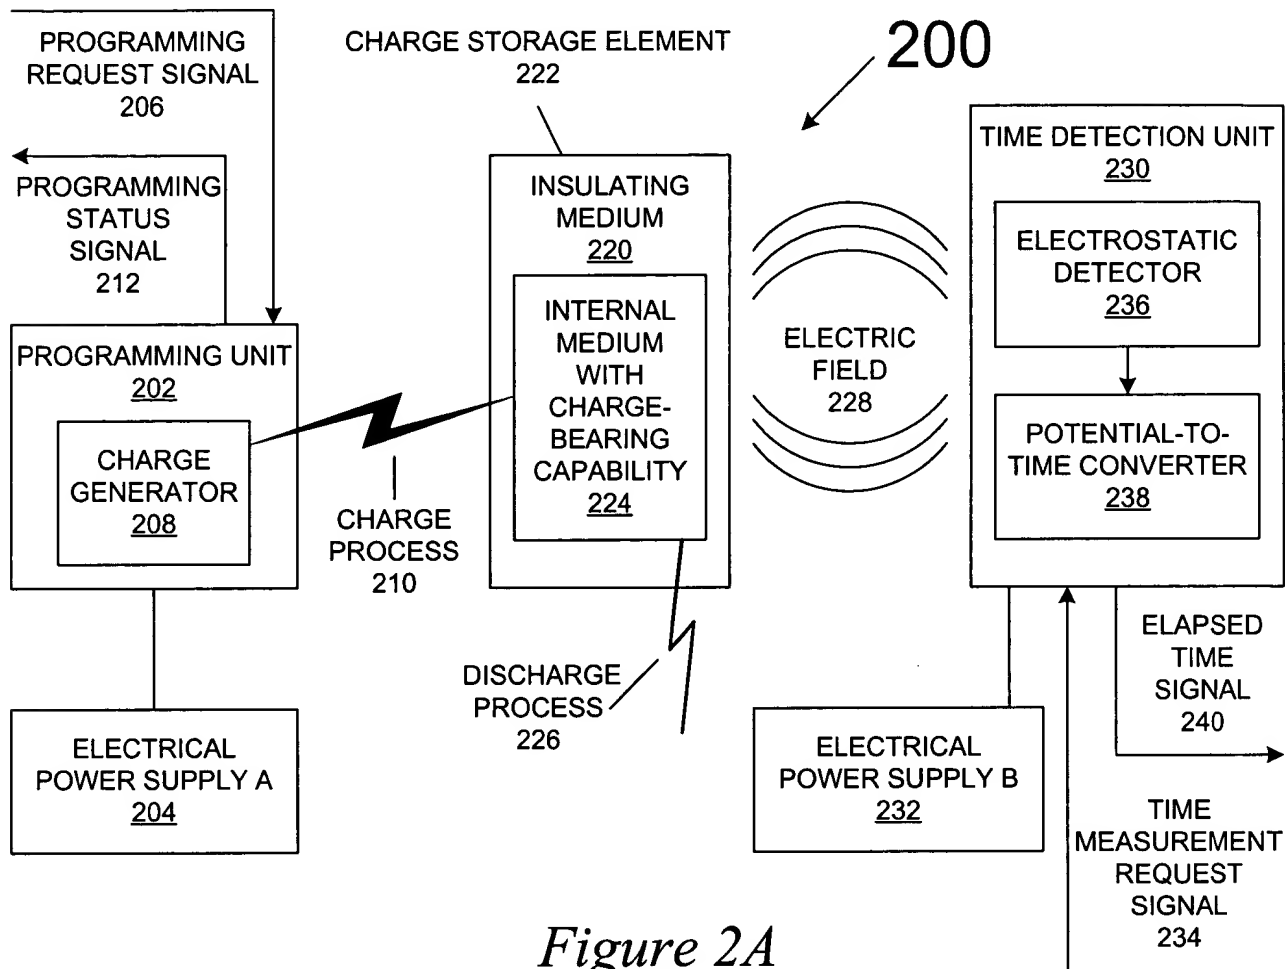 PROGRAMMING
REQUEST SIGNAL
206
CHARGE STORAGE ELEMENT
222
200
PROGRAMMING
STATUS
SIGNAL
212
INSULATING
MEDIUM
220
TIME DETECTION UNIT
230
ELECTROSTATIC
DETECTOR
236
PROGRAMMING UNIT
202
CHARGE
GENERATOR
208
INTERNAL
MEDIUM
WITH
CHARGE-
BEARING
CAPABILITY
224
ELECTRIC
FIELD
228
POTENTIAL-TO-
TIME CONVERTER
238
CHARGE
PROCESS
210
DISCHARGE
PROCESS
226
ELAPSED
TIME
SIGNAL
240
ELECTRICAL
POWER SUPPLY A
204
ELECTRICAL
POWER SUPPLY B
232
TIME
MEASUREMENT
REQUEST
SIGNAL
234
Figure 2A